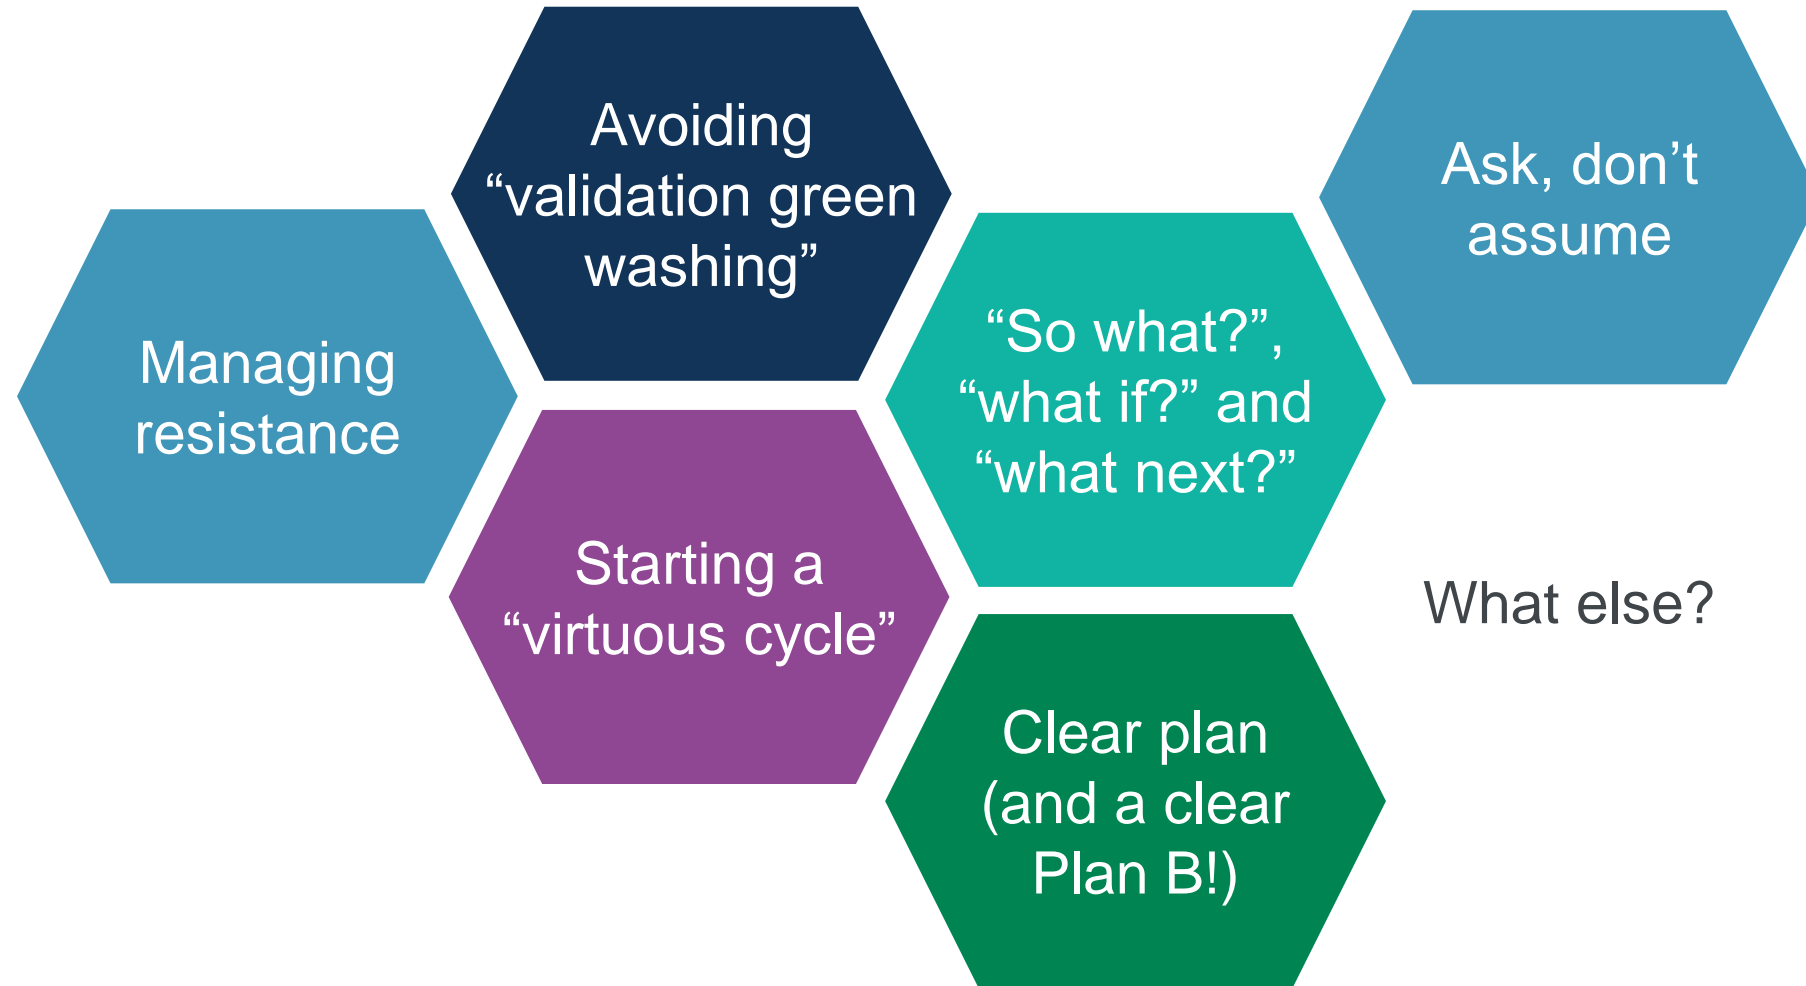 Managing
resistance
Avoiding
“validation green
washing”
Starting a
“virtuous cycle”
“So what?”,
“what if?” and
“what next?”
Clear plan
(and a clear
Plan B!)
Ask, don’t
assume
What else?